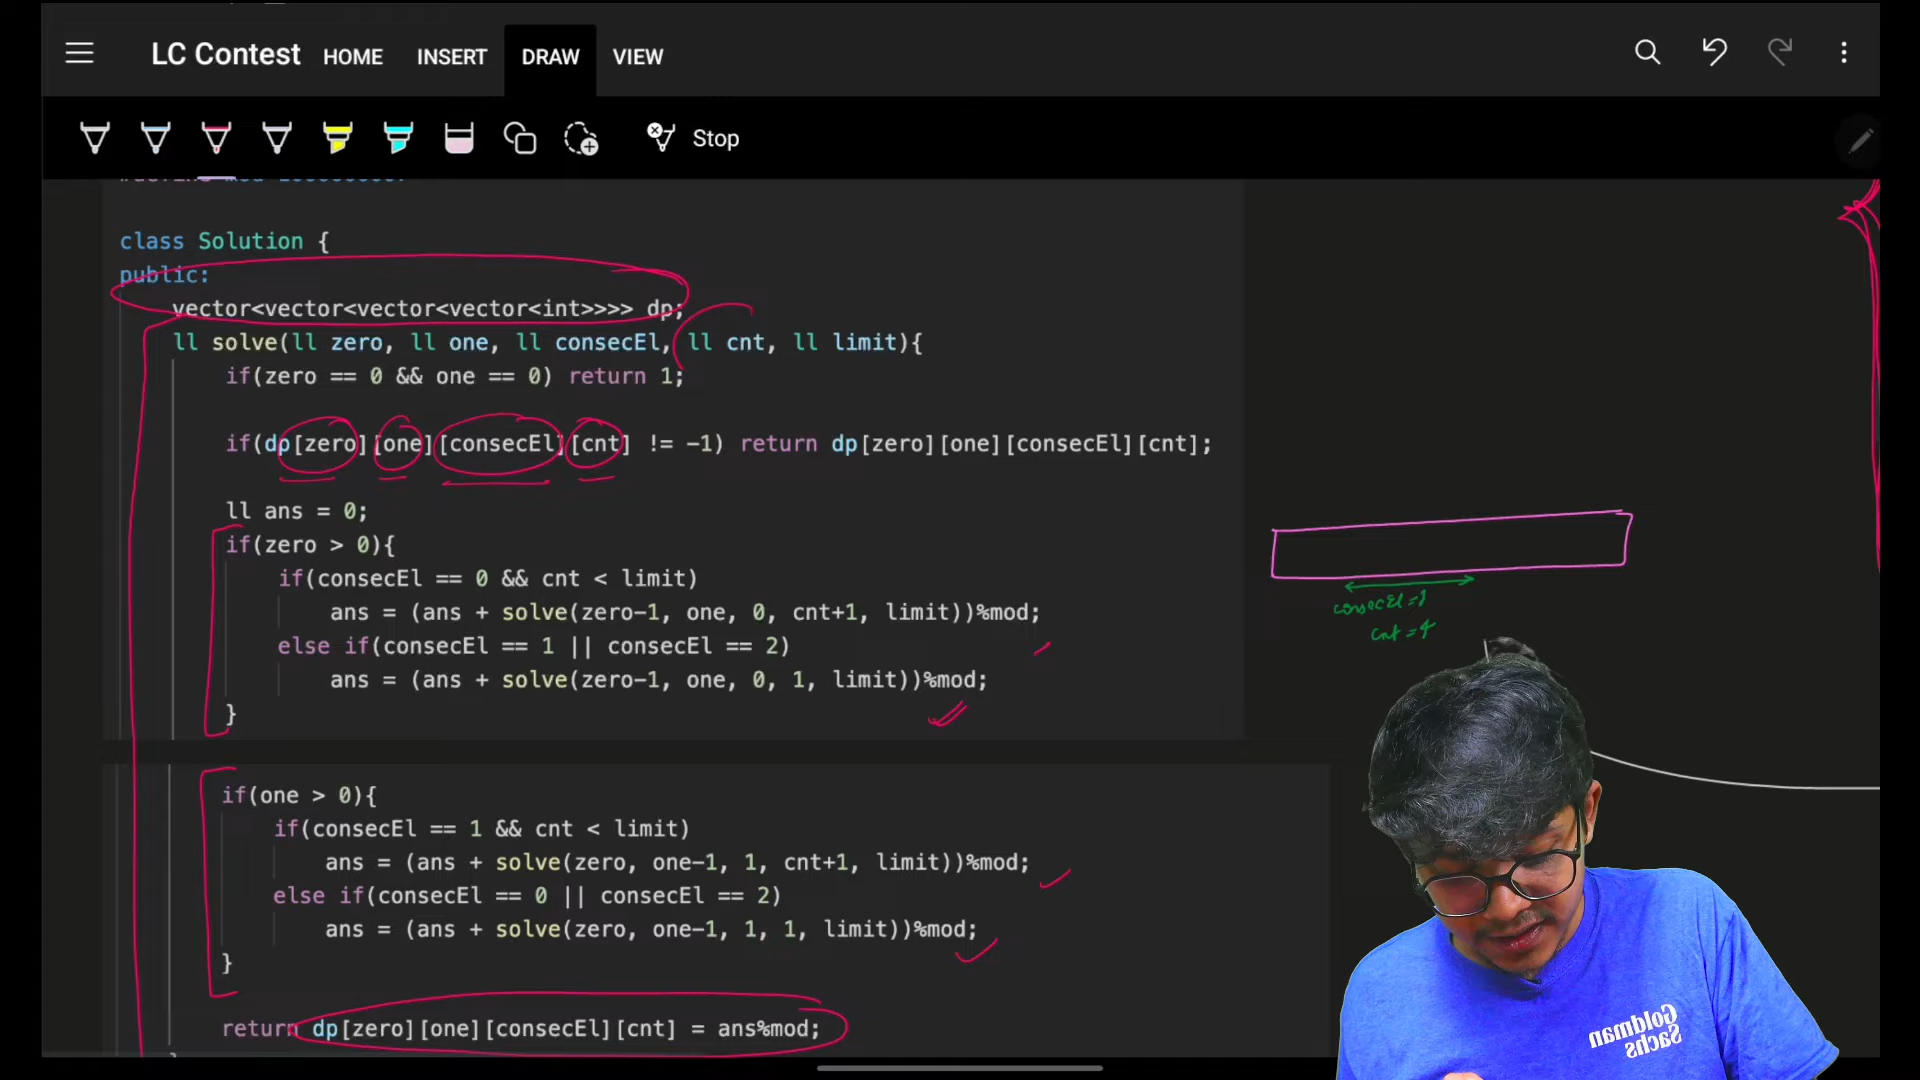 LC Contest HOME INSERT DRAW VIEW
Stop
class Solution {
public:
vector<vector<vector<vector<int>>>> dp;
ll solve(ll zero, ll one, ll consecEl, ll cnt, ll limit){
if(zero == 0 && one == 0) return 1;
if(dp[zero][one][consecEl][cnt] != -1) return dp[zero][one][consecEl][cnt];
ll ans = 0;
if(zero > 0){
if(consecEl == 0 && cnt < limit)
ans = (ans + solve(zero-1, one, 0, cnt+1, limit))%mod;
else if(consecEl == 1 || consecEl == 2)
ans = (ans + solve(zero-1, one, 0, 1, limit))%mod;
}
if(one > 0){
if(consecEl == 1 && cnt < limit)
ans = (ans + solve(zero, one-1, 1, cnt+1, limit))%mod;
else if(consecEl == 0 || consecEl == 2)
ans = (ans + solve(zero, one-1, 1, 1, limit))%mod;
}
return dp[zero][one][consecEl][cnt] = ans%mod;
consecEl=1
cnt=4
Goldman
Sachs